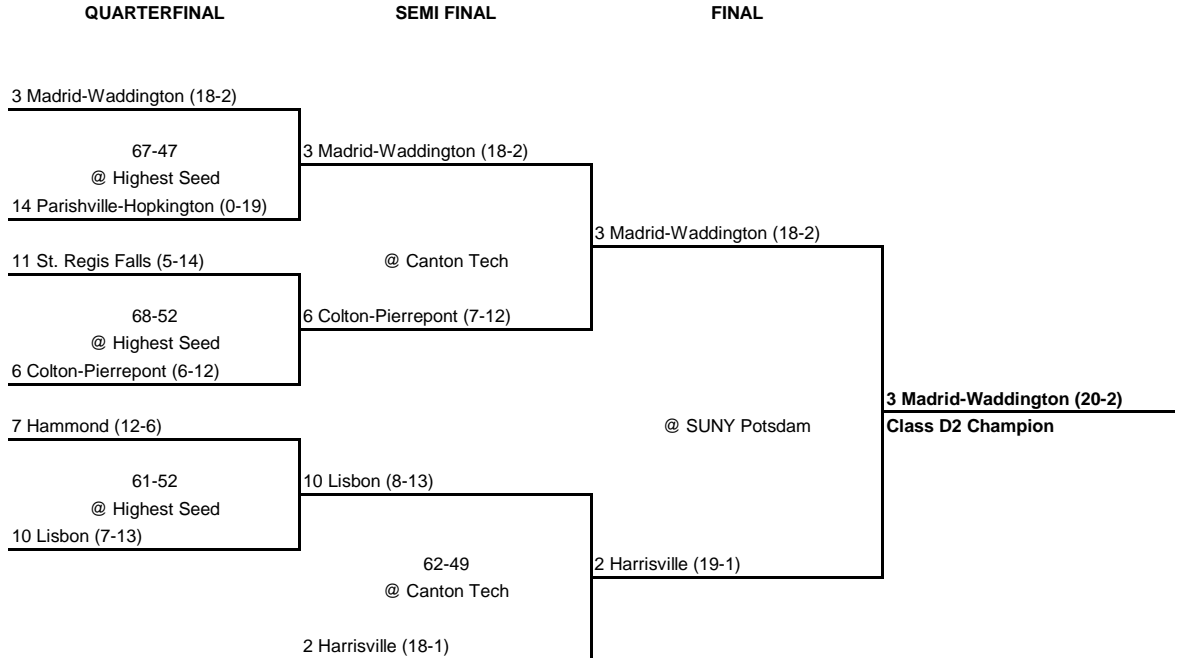 QUARTERFINAL SEMI FINAL FINAL
3 Madrid-Waddington (18-2)
67-47 3 Madrid-Waddington (18-2)
@ Highest Seed
14 Parishville-Hopkington (0-19)
3 Madrid-Waddington (18-2)
11 St. Regis Falls (5-14) @ Canton Tech
68-52 6 Colton-Pierrepont (7-12)
@ Highest Seed
6 Colton-Pierrepont (6-12)
3 Madrid-Waddington (20-2)
7 Hammond (12-6) @ SUNY Potsdam Class D2 Champion
61-52 10 Lisbon (8-13)
@ Highest Seed
10 Lisbon (7-13)
62-49 2 Harrisville (19-1)
@ Canton Tech
2 Harrisville (18-1)